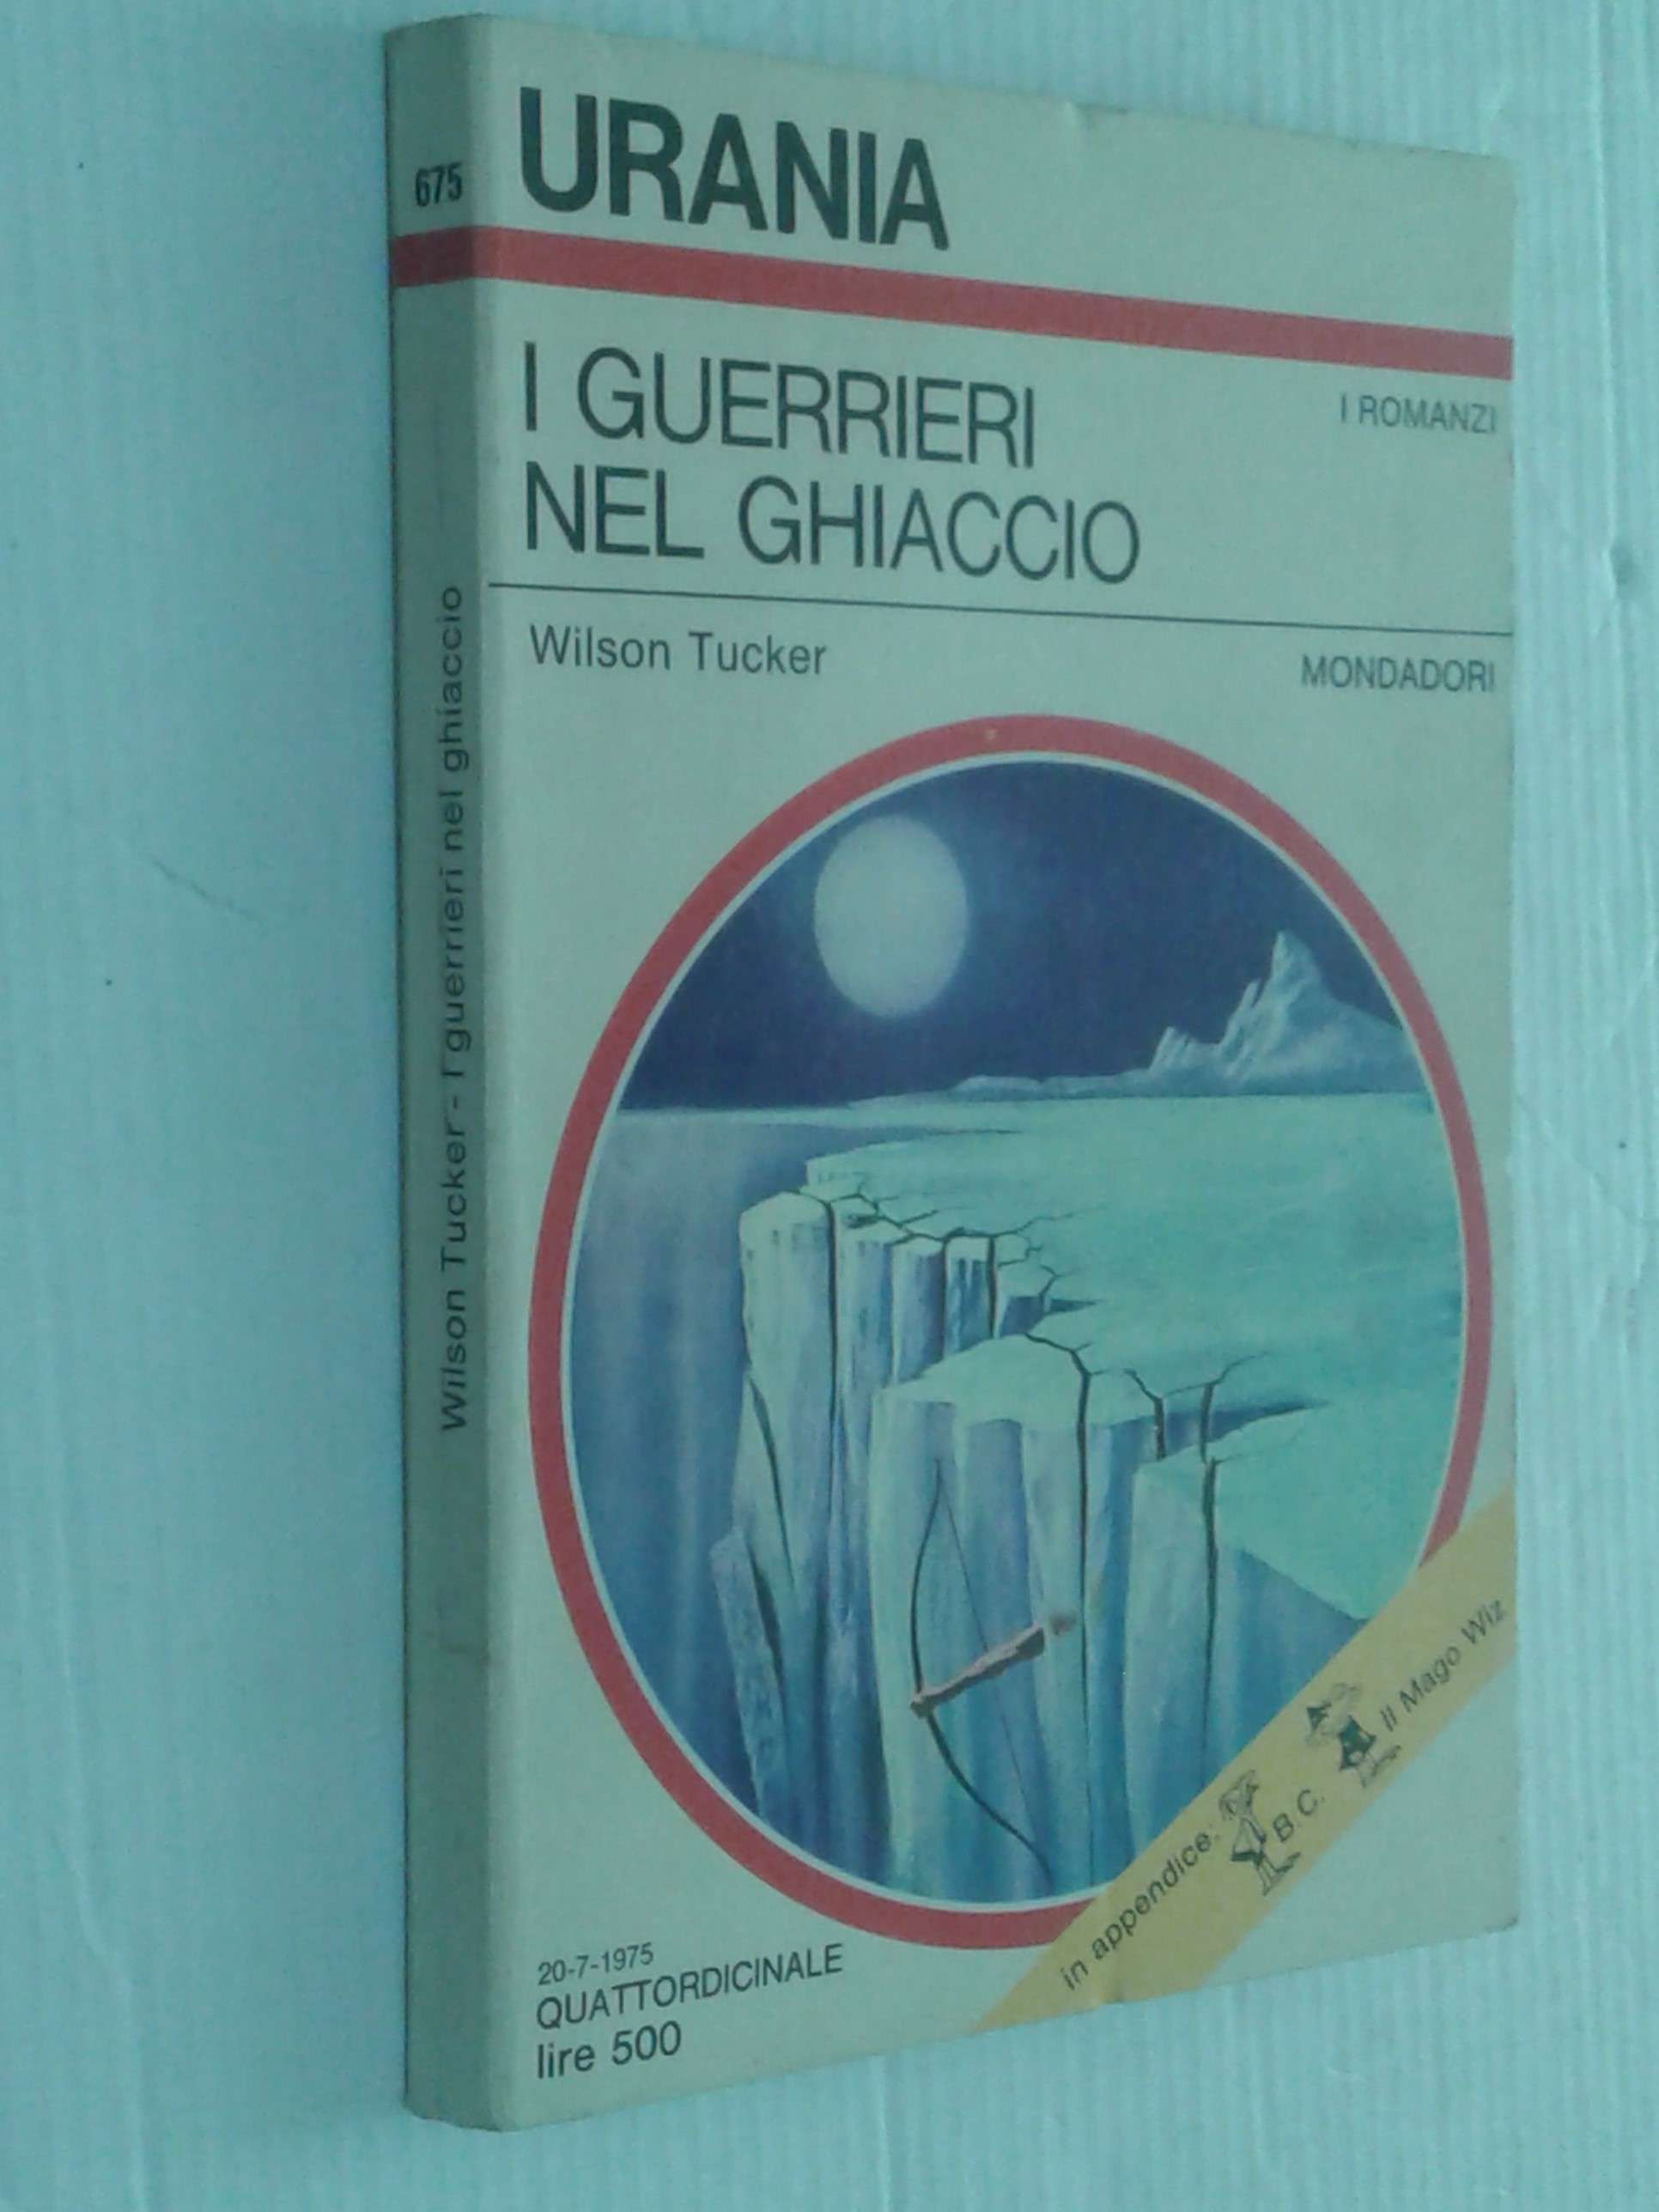 675
URANIA
I GUERRIERI
NEL GHIACCIO
I ROMANZI
Wilson Tucker
MONDADORI
Wilson Tucker - I guerrieri nel ghiaccio
in appendice: B.C. Il Mago Wiz
20-7-1975
QUATTORDICINALE
lire 500